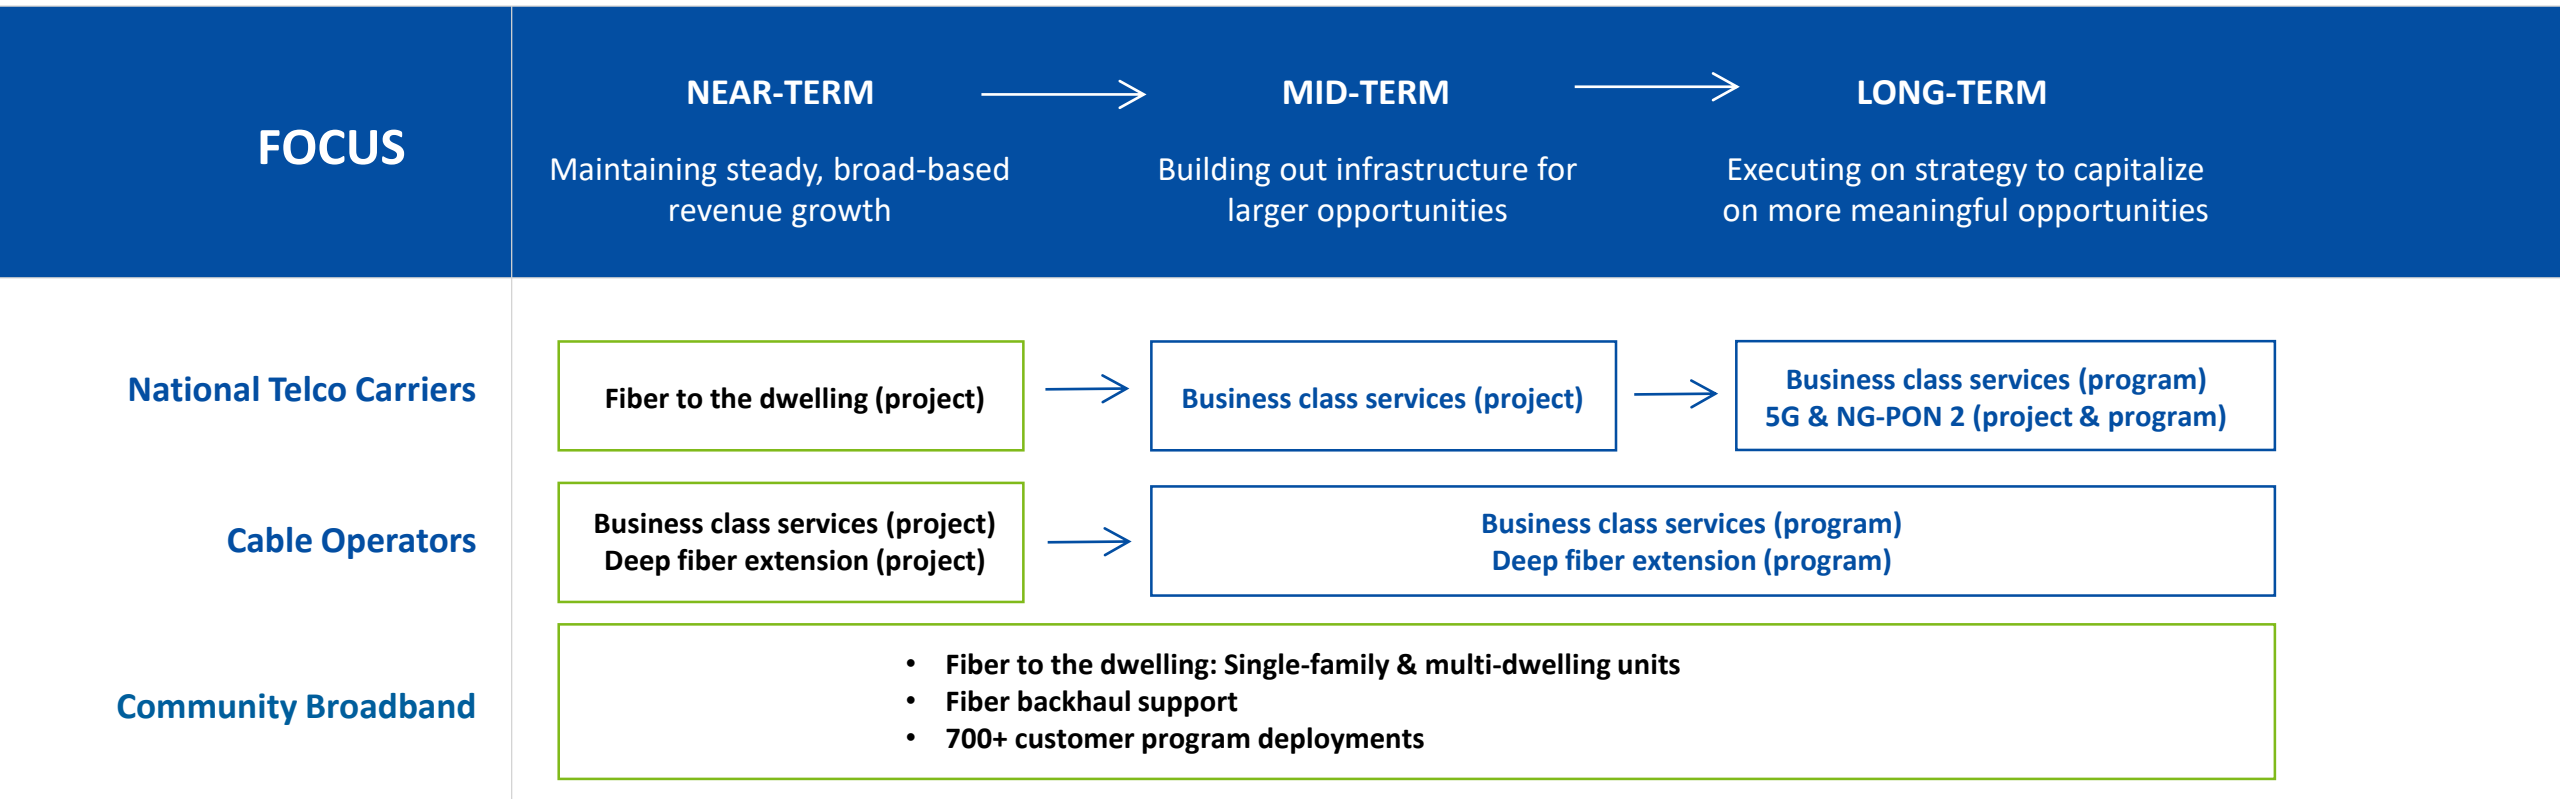 FOCUS
NEAR-TERM
Maintaining steady, broad-based
revenue growth
MID-TERM
Building out infrastructure for
larger opportunities
LONG-TERM
Executing on strategy to capitalize
on more meaningful opportunities
National Telco Carriers
Fiber to the dwelling (project)
Business class services (project)
Business class services (program)
5G & NG-PON 2 (project & program)
Cable Operators
Business class services (project)
Deep fiber extension (project)
Business class services (program)
Deep fiber extension (program)
Community Broadband
• Fiber to the dwelling: Single-family & multi-dwelling units
• Fiber backhaul support
• 700+ customer program deployments